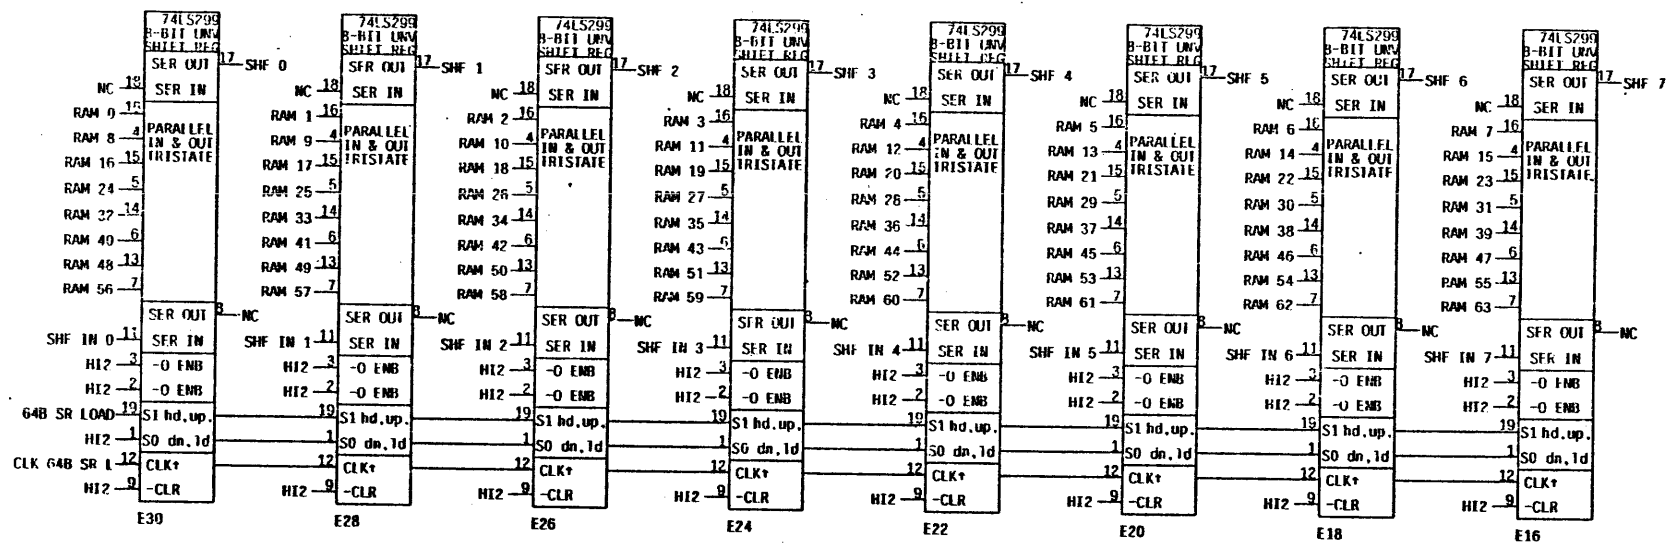 74LS299
8-BIT UNV
SHIFT REG
SER OUT
17 SHF 0
NC 18
SER IN
RAM 0 16
RAM 8 4
RAM 16 15
RAM 24 5
RAM 32 14
RAM 40 6
RAM 48 13
RAM 56 7
PARALLEL
IN & OUT
TRISTATE
SER OUT
8 NC
SHF IN 0 11
SER IN
HI2 3
-O ENB
HI2 2
-O ENB
64B SR LOAD 19
S1 hd,up.
HI2 1
S0 dn,ld
CLK 64B SR L 12
CLK↑
HI2 9
-CLR
E30
74LS299
8-BIT UNV
SHIFT REG
SER OUT
17 SHF 1
NC 18
SER IN
RAM 1 16
RAM 9 4
RAM 17 15
RAM 25 5
RAM 33 14
RAM 41 6
RAM 49 13
RAM 57 7
PARALLEL
IN & OUT
TRISTATE
SER OUT
8 NC
SHF IN 1 11
SER IN
HI2 3
-O ENB
HI2 2
-O ENB
19
S1 hd,up.
1
S0 dn,ld
12
CLK↑
HI2 9
-CLR
E28
74LS299
8-BIT UNV
SHIFT REG
SER OUT
17 SHF 2
NC 18
SER IN
RAM 2 16
RAM 10 4
RAM 18 15
RAM 26 5
RAM 34 14
RAM 42 6
RAM 50 13
RAM 58 7
PARALLEL
IN & OUT
TRISTATE
SER OUT
8 NC
SHF IN 2 11
SER IN
HI2 3
-O ENB
HI2 2
-O ENB
19
S1 hd,up.
1
S0 dn,ld
12
CLK↑
HI2 9
-CLR
E26
74LS299
8-BIT UNV
SHIFT REG
SER OUT
17 SHF 3
NC 18
SER IN
RAM 3 16
RAM 11 4
RAM 19 15
RAM 27 5
RAM 35 14
RAM 43 6
RAM 51 13
RAM 59 7
PARALLEL
IN & OUT
TRISTATE
SER OUT
8 NC
SHF IN 3 11
SER IN
HI2 3
-O ENB
HI2 2
-O ENB
19
S1 hd,up.
1
S0 dn,ld
12
CLK↑
HI2 9
-CLR
E24
74LS299
8-BIT UNV
SHIFT REG
SER OUT
17 SHF 4
NC 18
SER IN
RAM 4 16
RAM 12 4
RAM 20 15
RAM 28 5
RAM 36 14
RAM 44 6
RAM 52 13
RAM 60 7
PARALLEL
IN & OUT
TRISTATE
SER OUT
8 NC
SHF IN 4 11
SER IN
HI2 3
-O ENB
HI2 2
-O ENB
19
S1 hd,up.
1
S0 dn,ld
12
CLK↑
HI2 9
-CLR
E22
74LS299
8-BIT UNV
SHIFT REG
SER OUT
17 SHF 5
NC 18
SER IN
RAM 5 16
RAM 13 4
RAM 21 15
RAM 29 5
RAM 37 14
RAM 45 6
RAM 53 13
RAM 61 7
PARALLEL
IN & OUT
TRISTATE
SER OUT
8 NC
SHF IN 5 11
SER IN
HI2 3
-O ENB
HI2 2
-O ENB
19
S1 hd,up.
1
S0 dn,ld
12
CLK↑
HI2 9
-CLR
E20
74LS299
8-BIT UNV
SHIFT REG
SER OUT
17 SHF 6
NC 18
SER IN
RAM 6 16
RAM 14 4
RAM 22 15
RAM 30 5
RAM 38 14
RAM 46 6
RAM 54 13
RAM 62 7
PARALLEL
IN & OUT
TRISTATE
SER OUT
8 NC
SHF IN 6 11
SER IN
HI2 3
-O ENB
HI2 2
-O ENB
19
S1 hd,up.
1
S0 dn,ld
12
CLK↑
HI2 9
-CLR
E18
74LS299
8-BIT UNV
SHIFT REG
SER OUT
17 SHF 7
NC 18
SER IN
RAM 7 16
RAM 15 4
RAM 23 15
RAM 31 5
RAM 39 14
RAM 47 6
RAM 55 13
RAM 63 7
PARALLEL
IN & OUT
TRISTATE
SER OUT
8 NC
SHF IN 7 11
SER IN
HI2 3
-O ENB
HI2 2
-O ENB
19
S1 hd,up.
1
S0 dn,ld
12
CLK↑
HI2 9
-CLR
E16